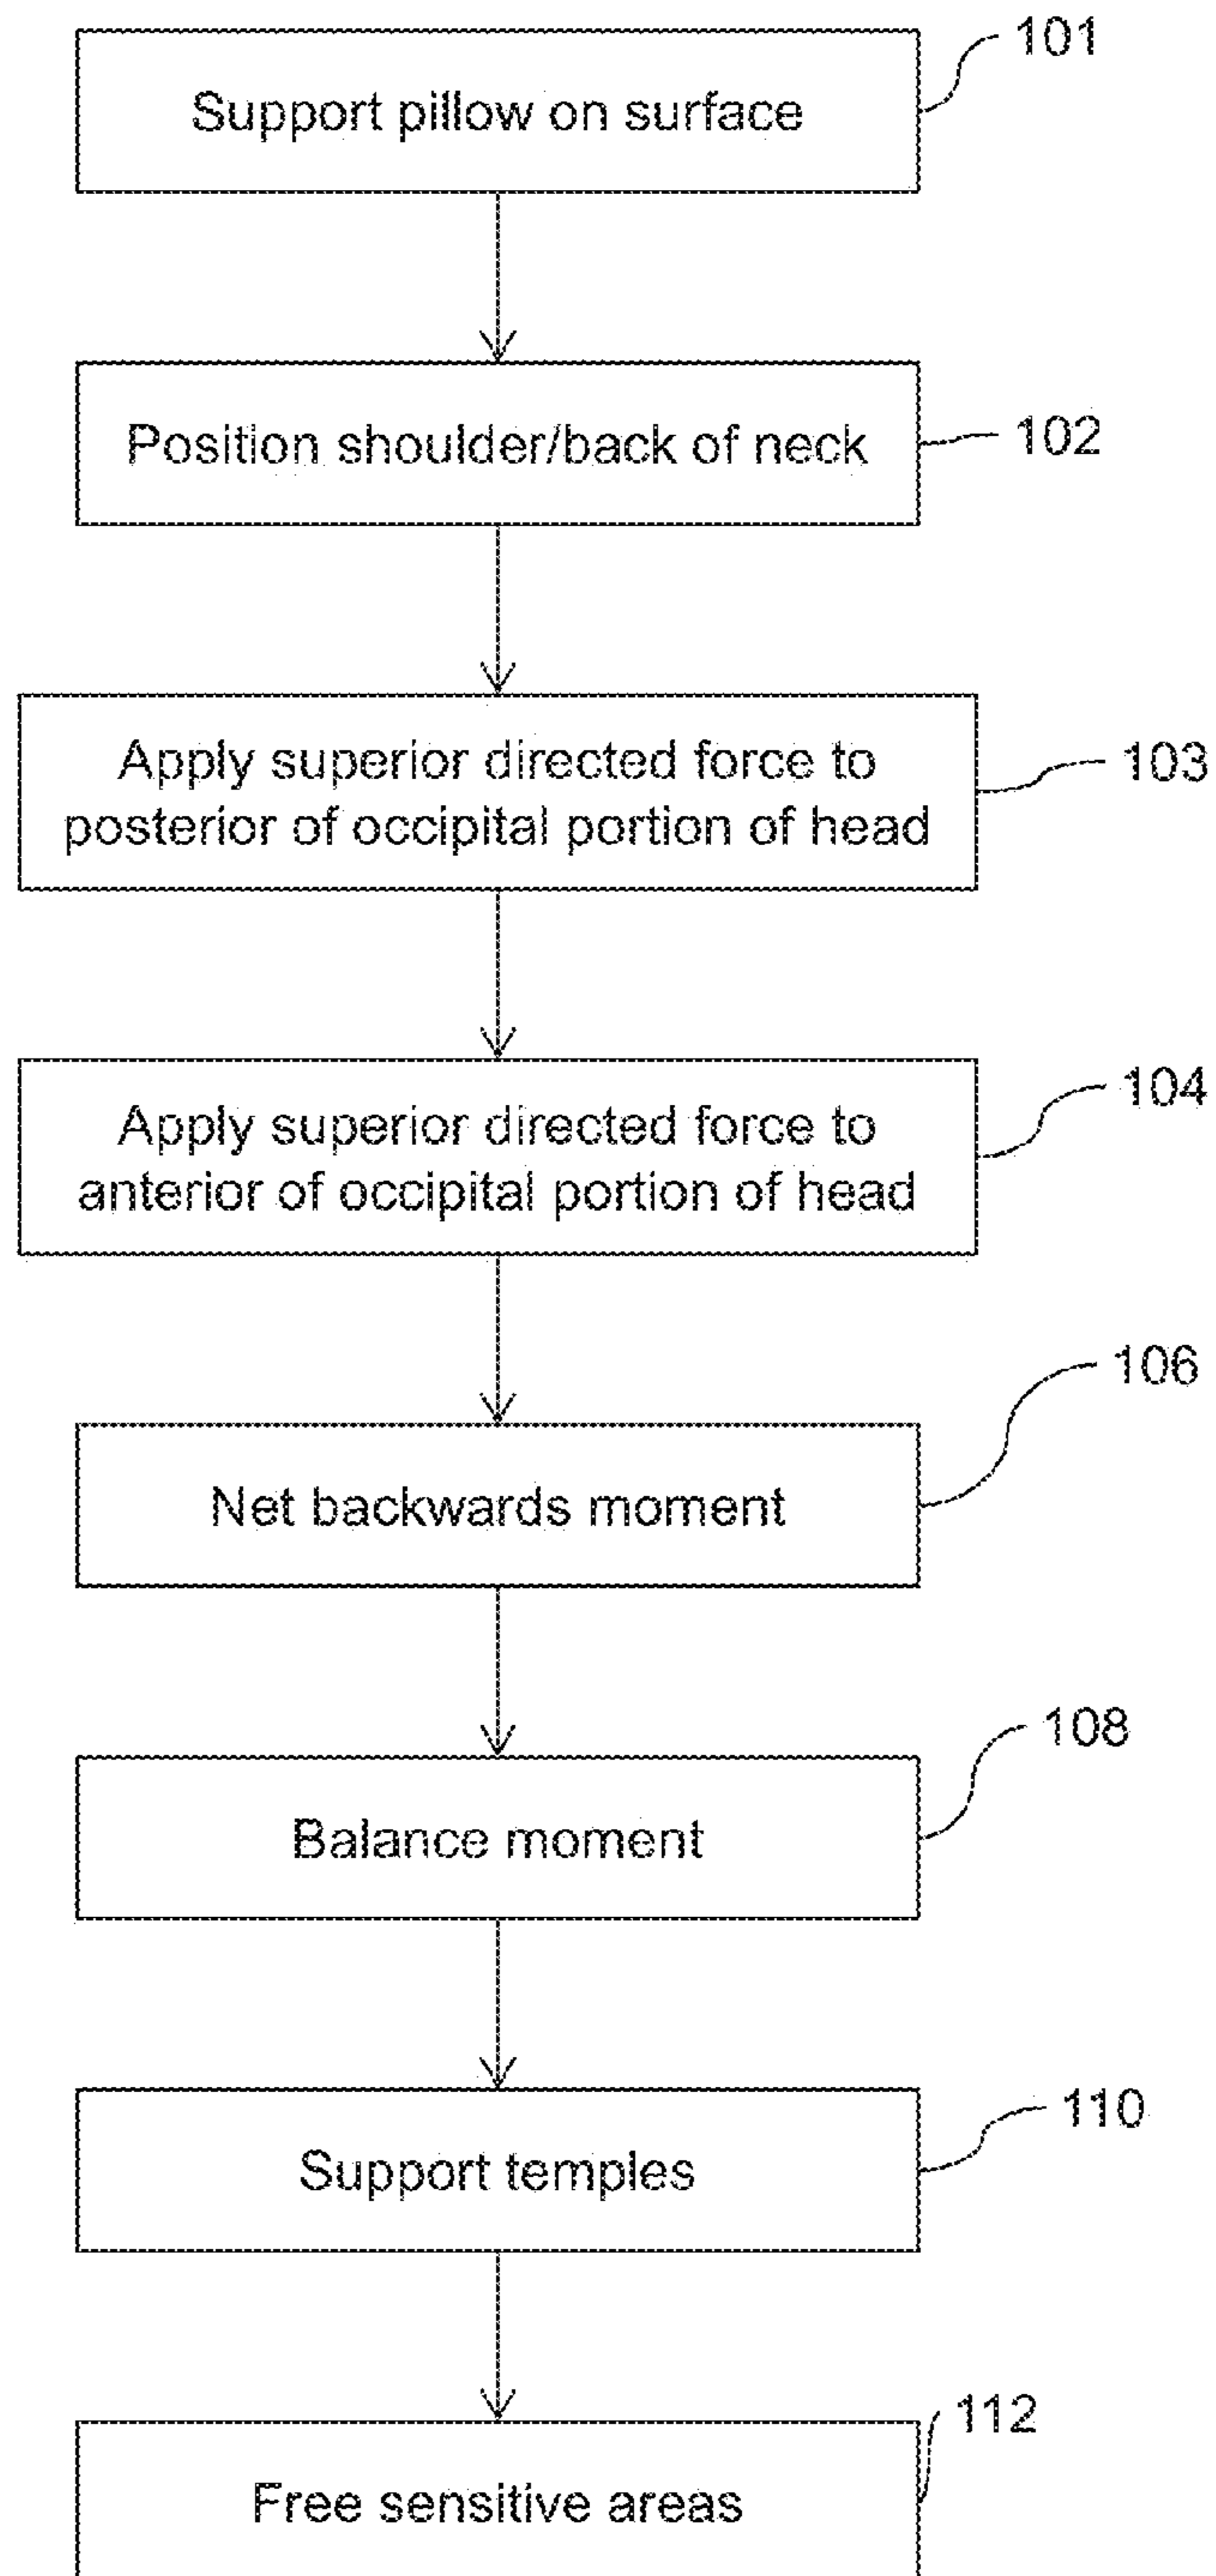 101
Support pillow on surface
102
Position shoulder/back of neck
103
Apply superior directed force to
posterior of occipital portion of head
104
Apply superior directed force to
anterior of occipital portion of head
106
Net backwards moment
108
Balance moment
110
Support temples
112
Free sensitive areas